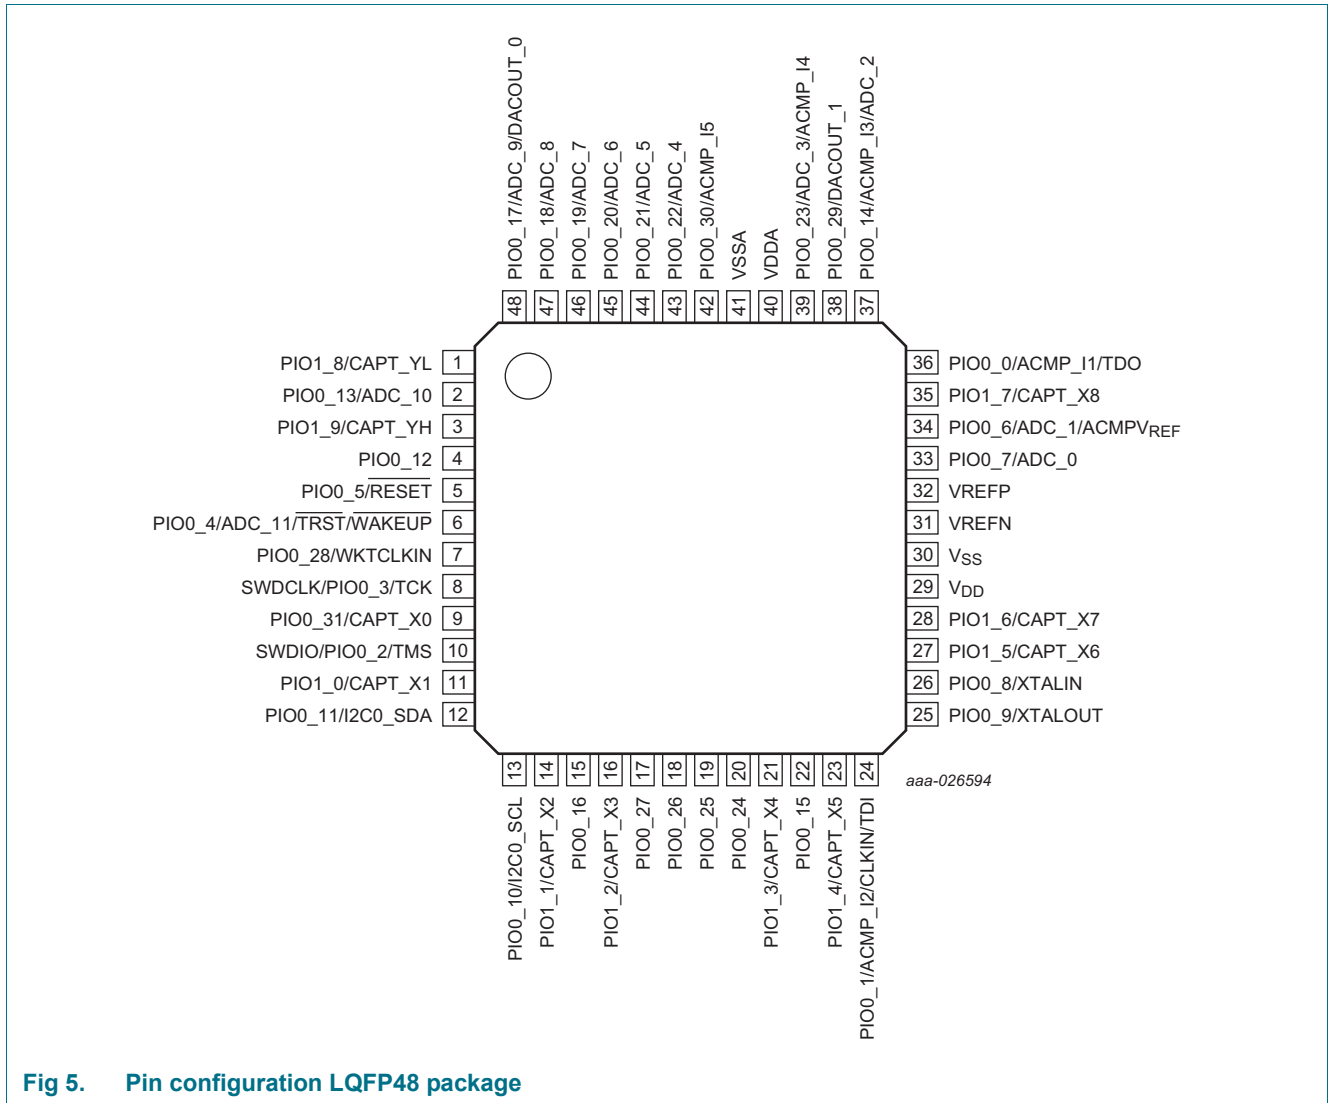 PIO0_17/ADC_9/DACOUT_0
PIO0_18/ADC_8
PIO0_19/ADC_7
PIO0_20/ADC_6
PIO0_21/ADC_5
PIO0_22/ADC_4
PIO0_30/ACMP_I5
VSSA
VDDA
PIO0_23/ADC_3/ACMP_I4
PIO0_29/DACOUT_1
PIO0_14/ACMP_I3/ADC_2
48
47
46
45
44
43
42
41
40
39
38
37
PIO1_8/CAPT_YL 1
PIO0_13/ADC_10 2
PIO1_9/CAPT_YH 3
PIO0_12 4
PIO0_5/RESET 5
PIO0_4/ADC_11/TRST/WAKEUP 6
PIO0_28/WKTCLKIN 7
SWDCLK/PIO0_3/TCK 8
PIO0_31/CAPT_X0 9
SWDIO/PIO0_2/TMS 10
PIO1_0/CAPT_X1 11
PIO0_11/I2C0_SDA 12
36 PIO0_0/ACMP_I1/TDO
35 PIO1_7/CAPT_X8
34 PIO0_6/ADC_1/ACMPVREF
33 PIO0_7/ADC_0
32 VREFP
31 VREFN
30 VSS
29 VDD
28 PIO1_6/CAPT_X7
27 PIO1_5/CAPT_X6
26 PIO0_8/XTALIN
25 PIO0_9/XTALOUT
13
14
15
16
17
18
19
20
21
22
23
24
PIO0_10/I2C0_SCL
PIO1_1/CAPT_X2
PIO0_16
PIO1_2/CAPT_X3
PIO0_27
PIO0_26
PIO0_25
PIO0_24
PIO1_3/CAPT_X4
PIO0_15
PIO1_4/CAPT_X5
PIO0_1/ACMP_I2/CLKIN/TDI
aaa-026594
Fig 5. Pin configuration LQFP48 package